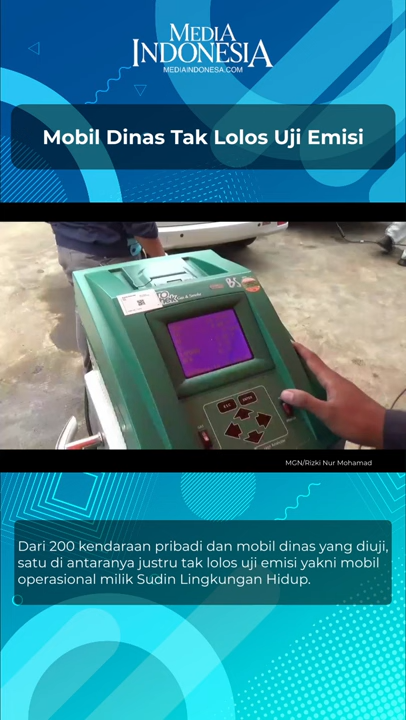 MEDIA
INDONESIA
MEDIAINDONESIA.COM
Mobil Dinas Tak Lolos Uji Emisi
MGN/Rizki Nur Mohamad
Dari 200 kendaraan pribadi dan mobil dinas yang diuji,
satu di antaranya justru tak lolos uji emisi yakni mobil
operasional milik Sudin Lingkungan Hidup.